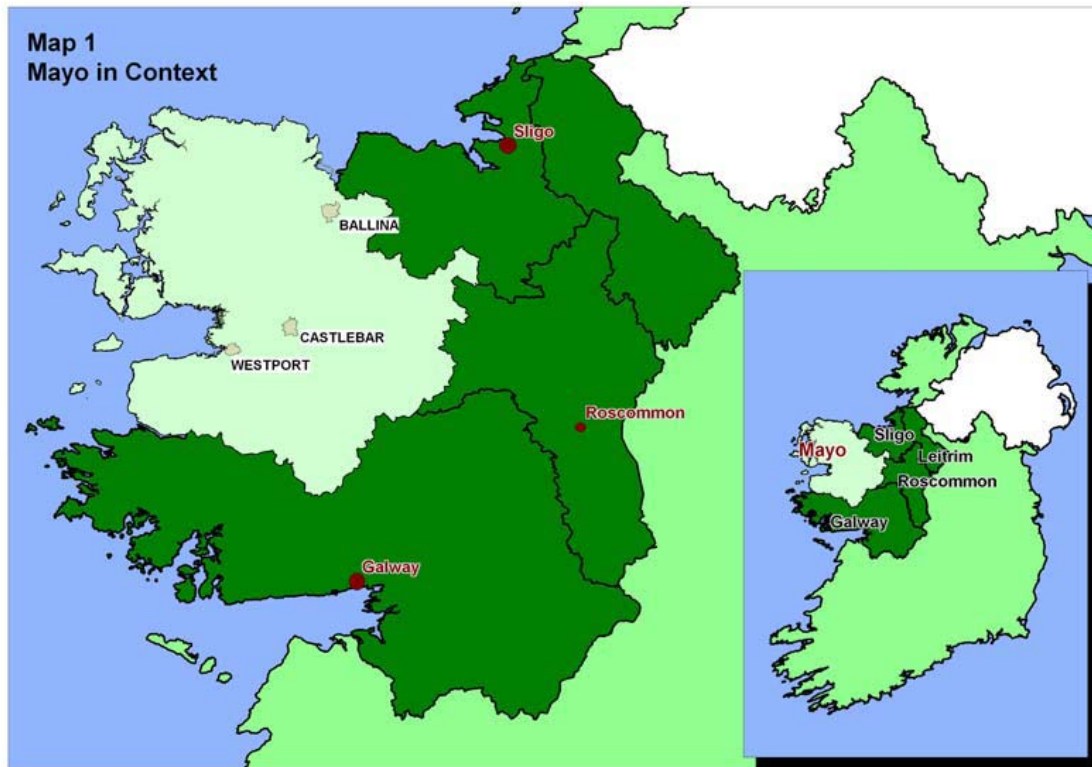 Map 1
Mayo in Context
Sligo
BALLINA
CASTLEBAR
WESTPORT
Roscommon
Galway
Sligo
Mayo
Leitrim
Roscommon
Galway